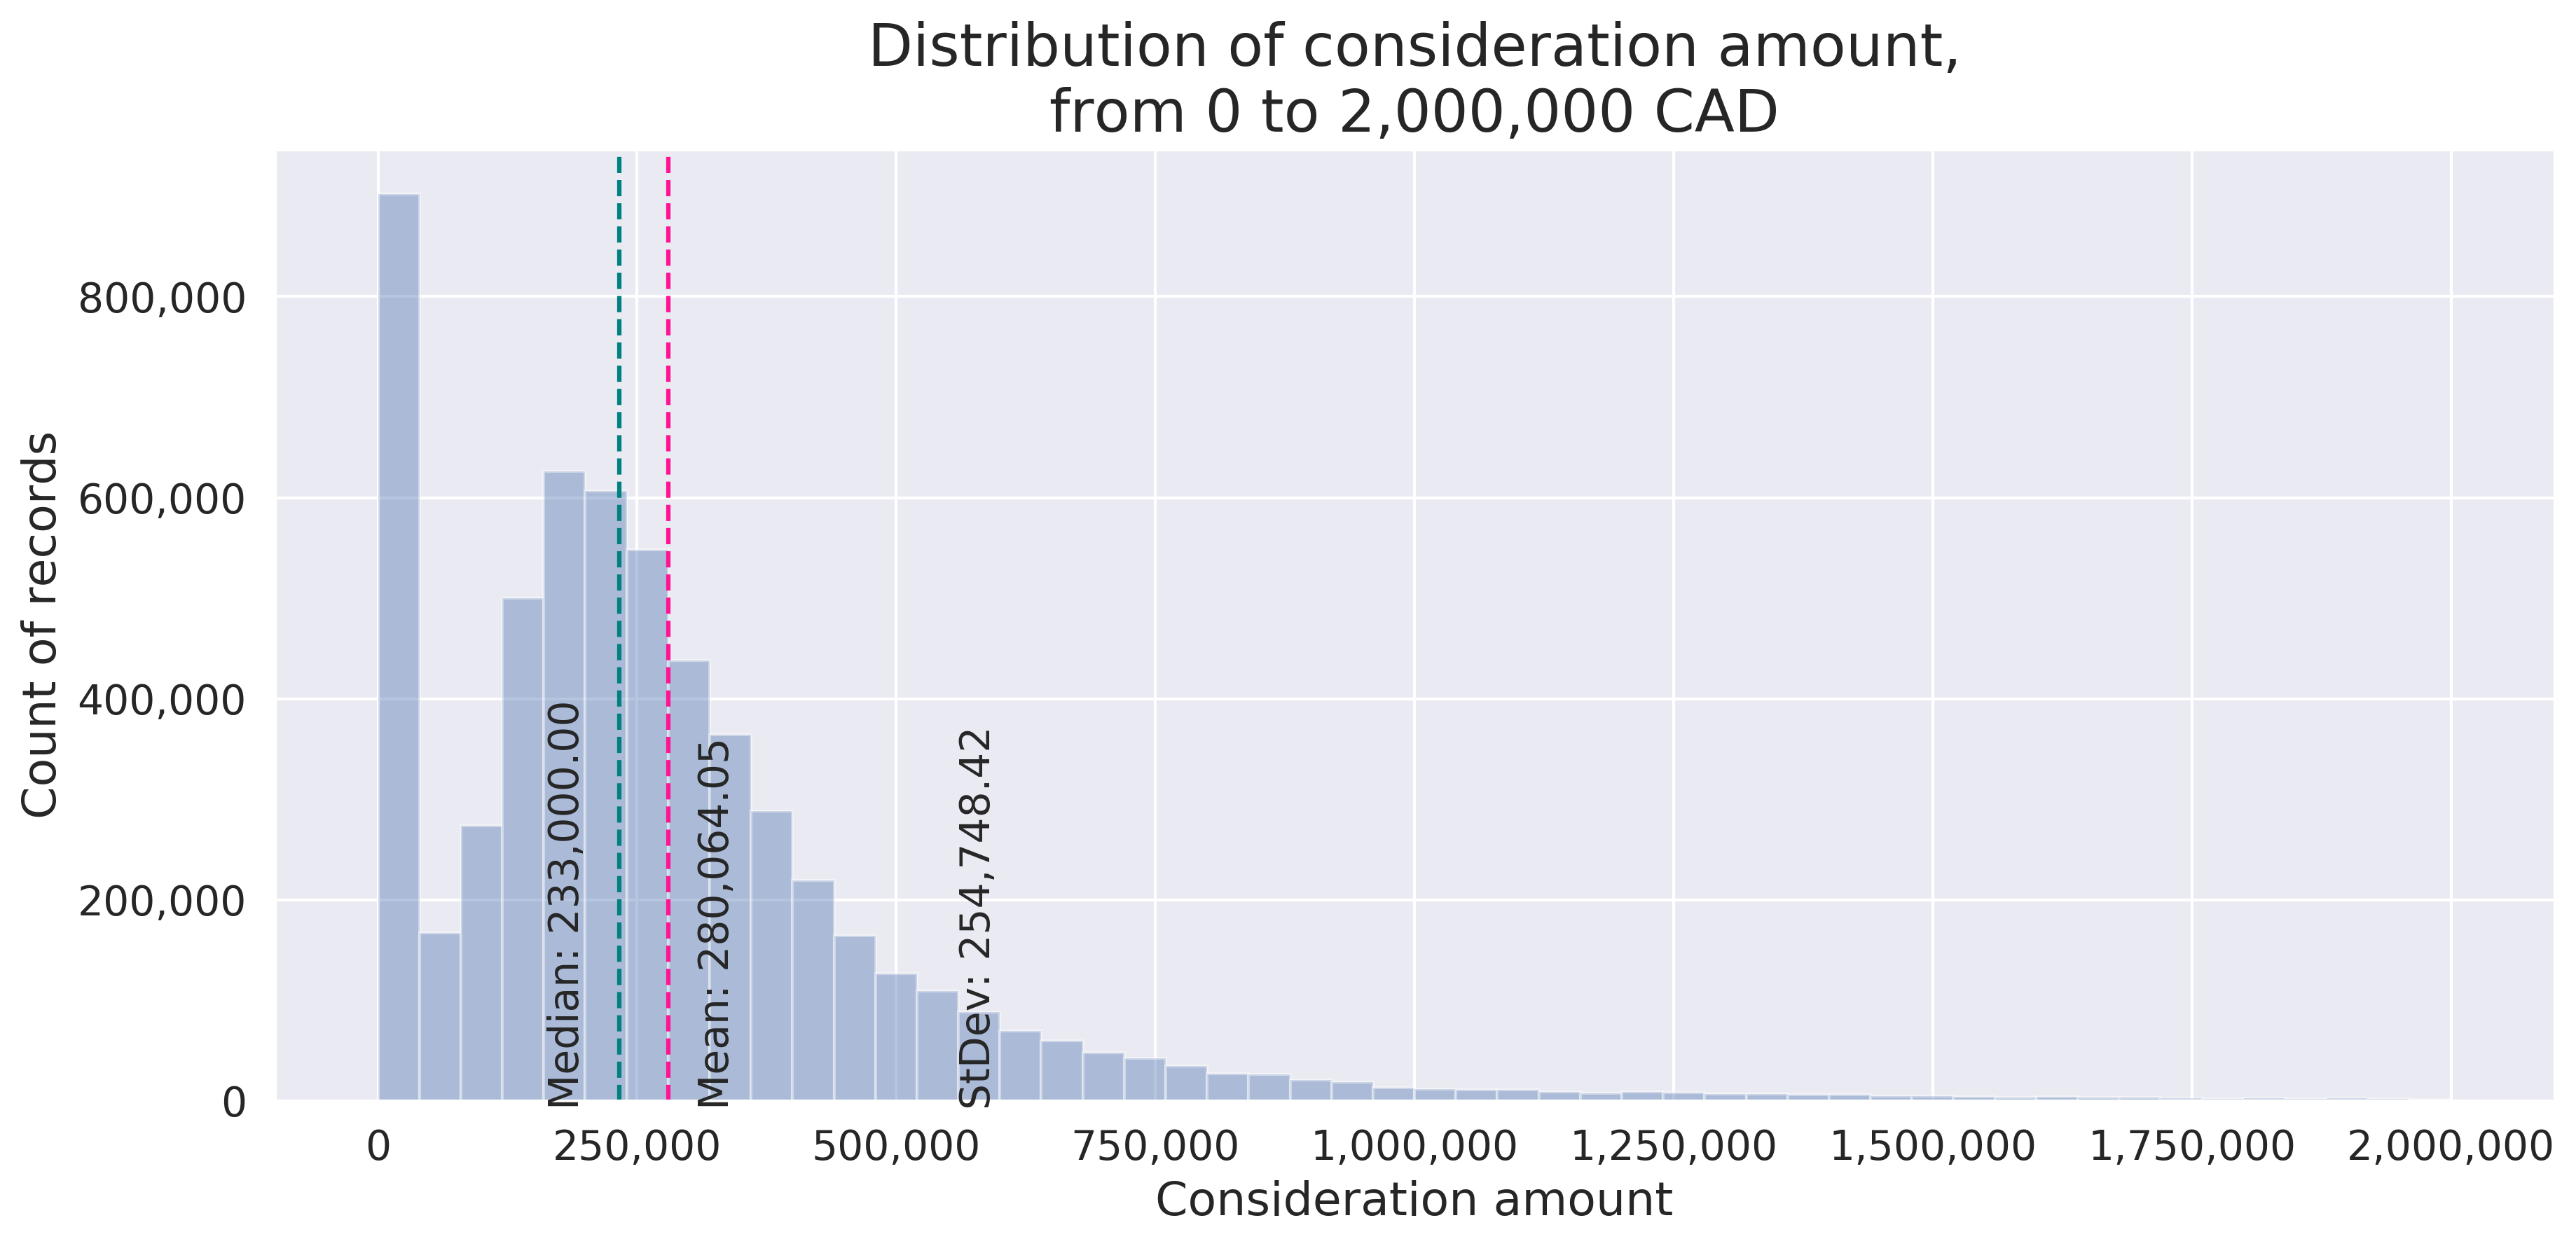 Distribution of consideration amount,
from 0 to 2,000,000 CAD
Count of records
800,000
600,000
400,000
200,000
0
Median: 233,000.00
Mean: 280,064.05
StDev: 254,748.42
0
250,000
500,000
750,000
1,000,000
1,250,000
1,500,000
1,750,000
2,000,000
Consideration amount